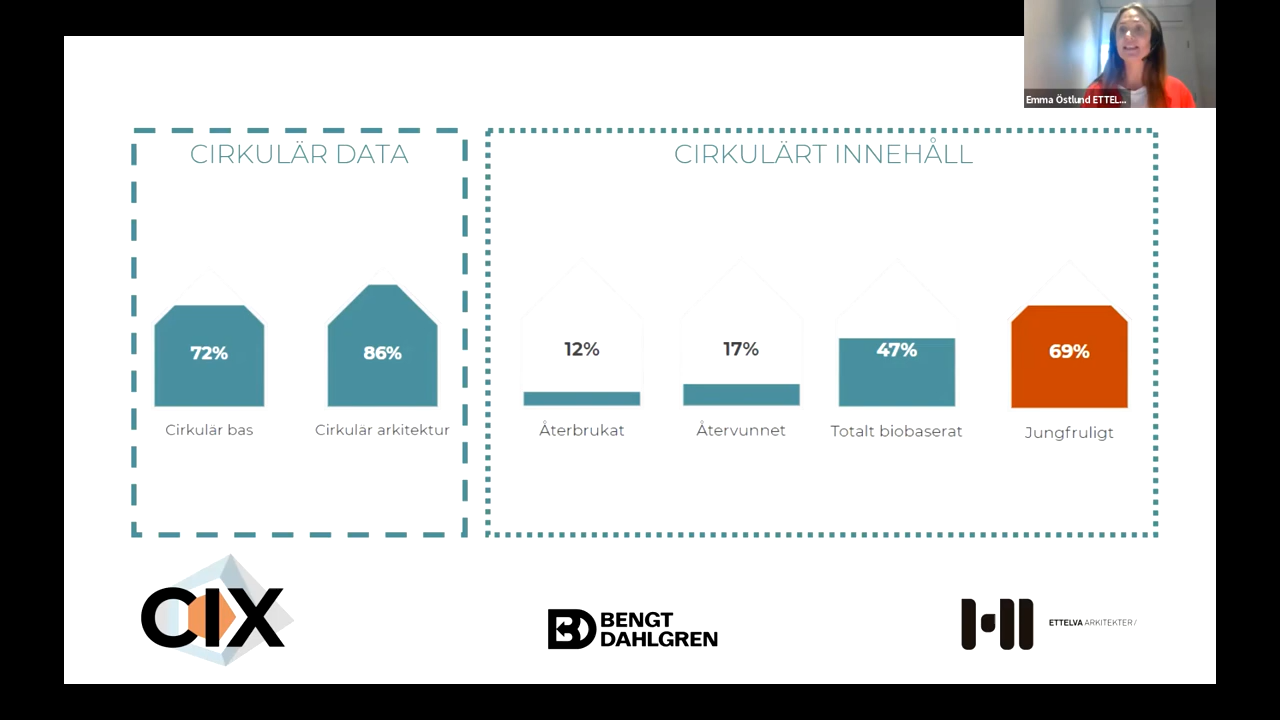 Emma Östlund ETTEL...
CIRKULÄR DATA
72%
86%
Cirkulär bas
Cirkulär arkitektur
CIRKULÄRT INNEHÅLL
12%
17%
47%
69%
Återbrukat
Återvunnet
Totalt biobaserat
Jungfruligt
CIX
BENGT
DAHLGREN
ETTELVA ARKITEKTER /